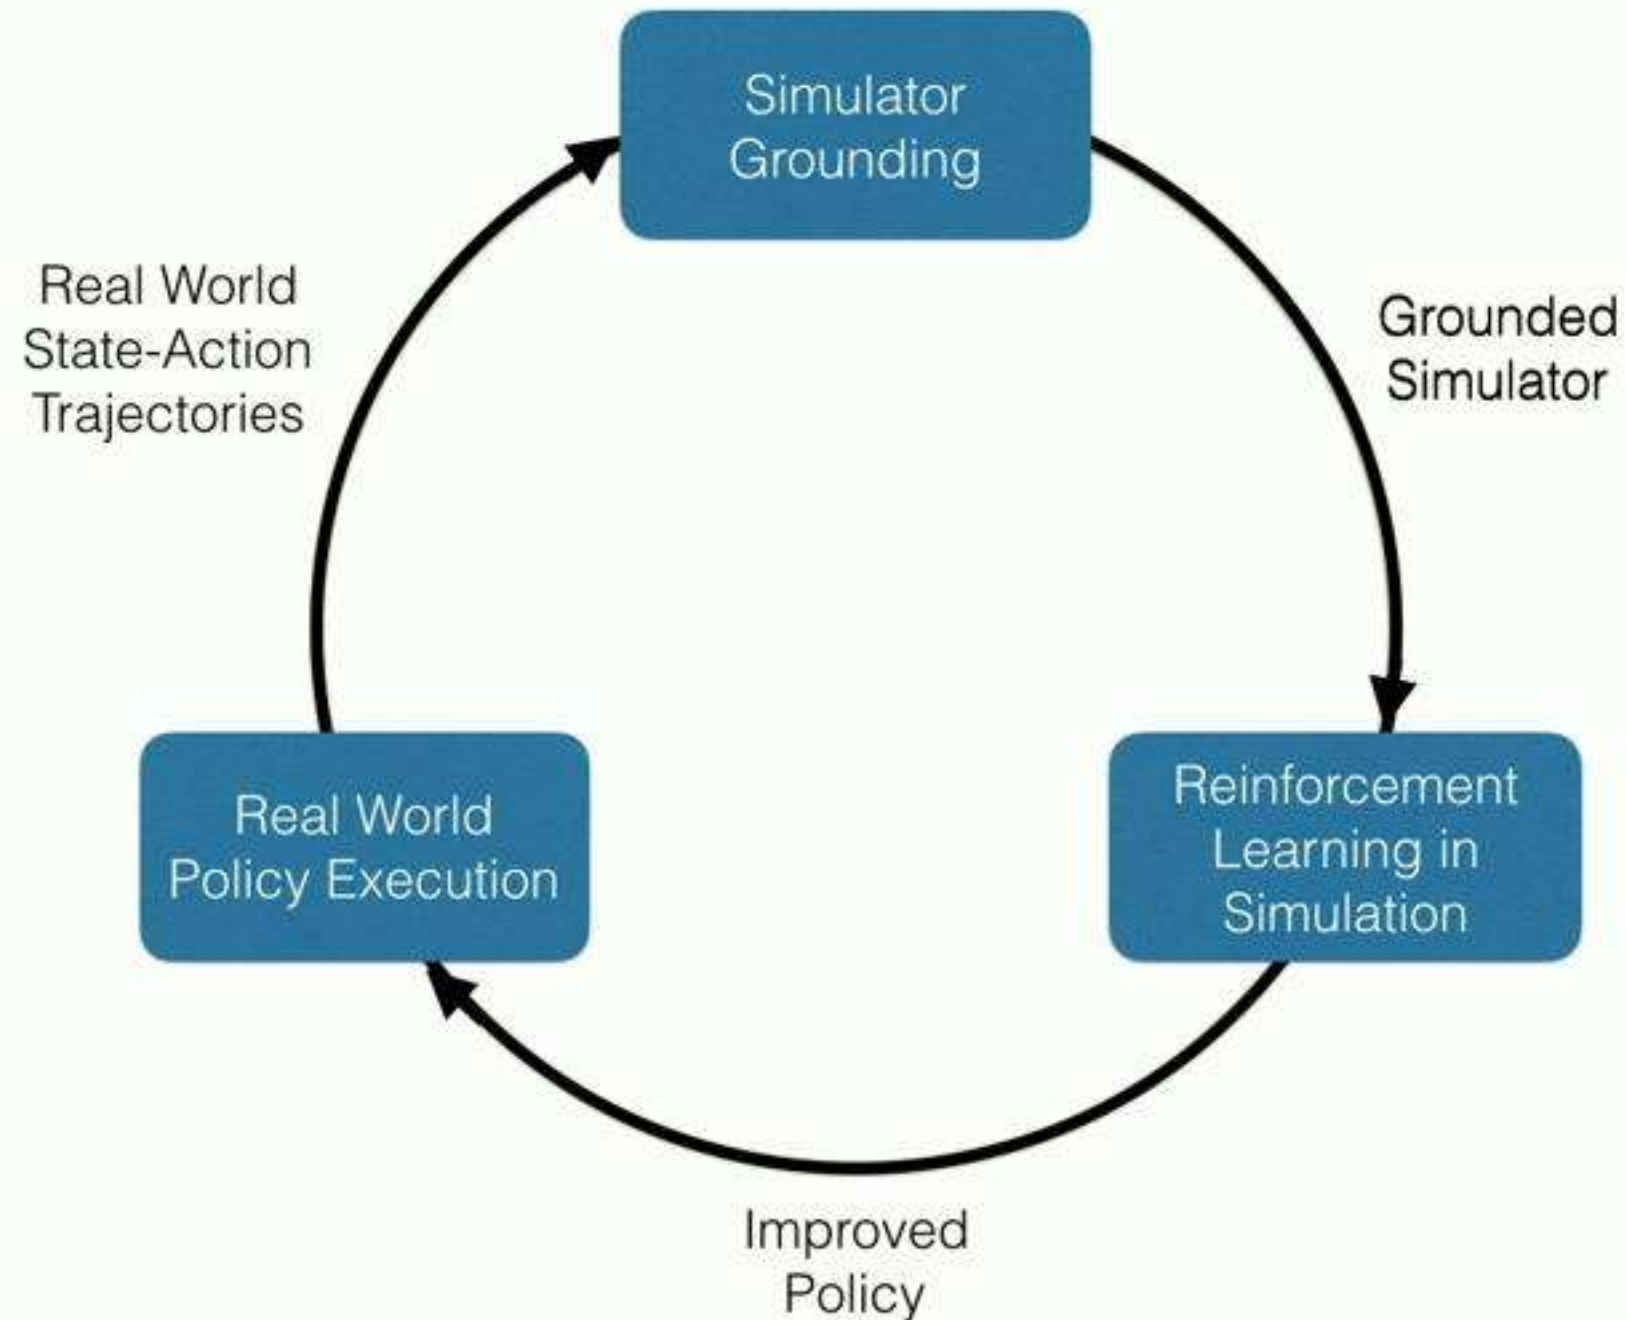 Simulator
Grounding
Real World
State-Action
Trajectories
Grounded
Simulator
Real World
Policy Execution
Reinforcement
Learning in
Simulation
Improved
Policy